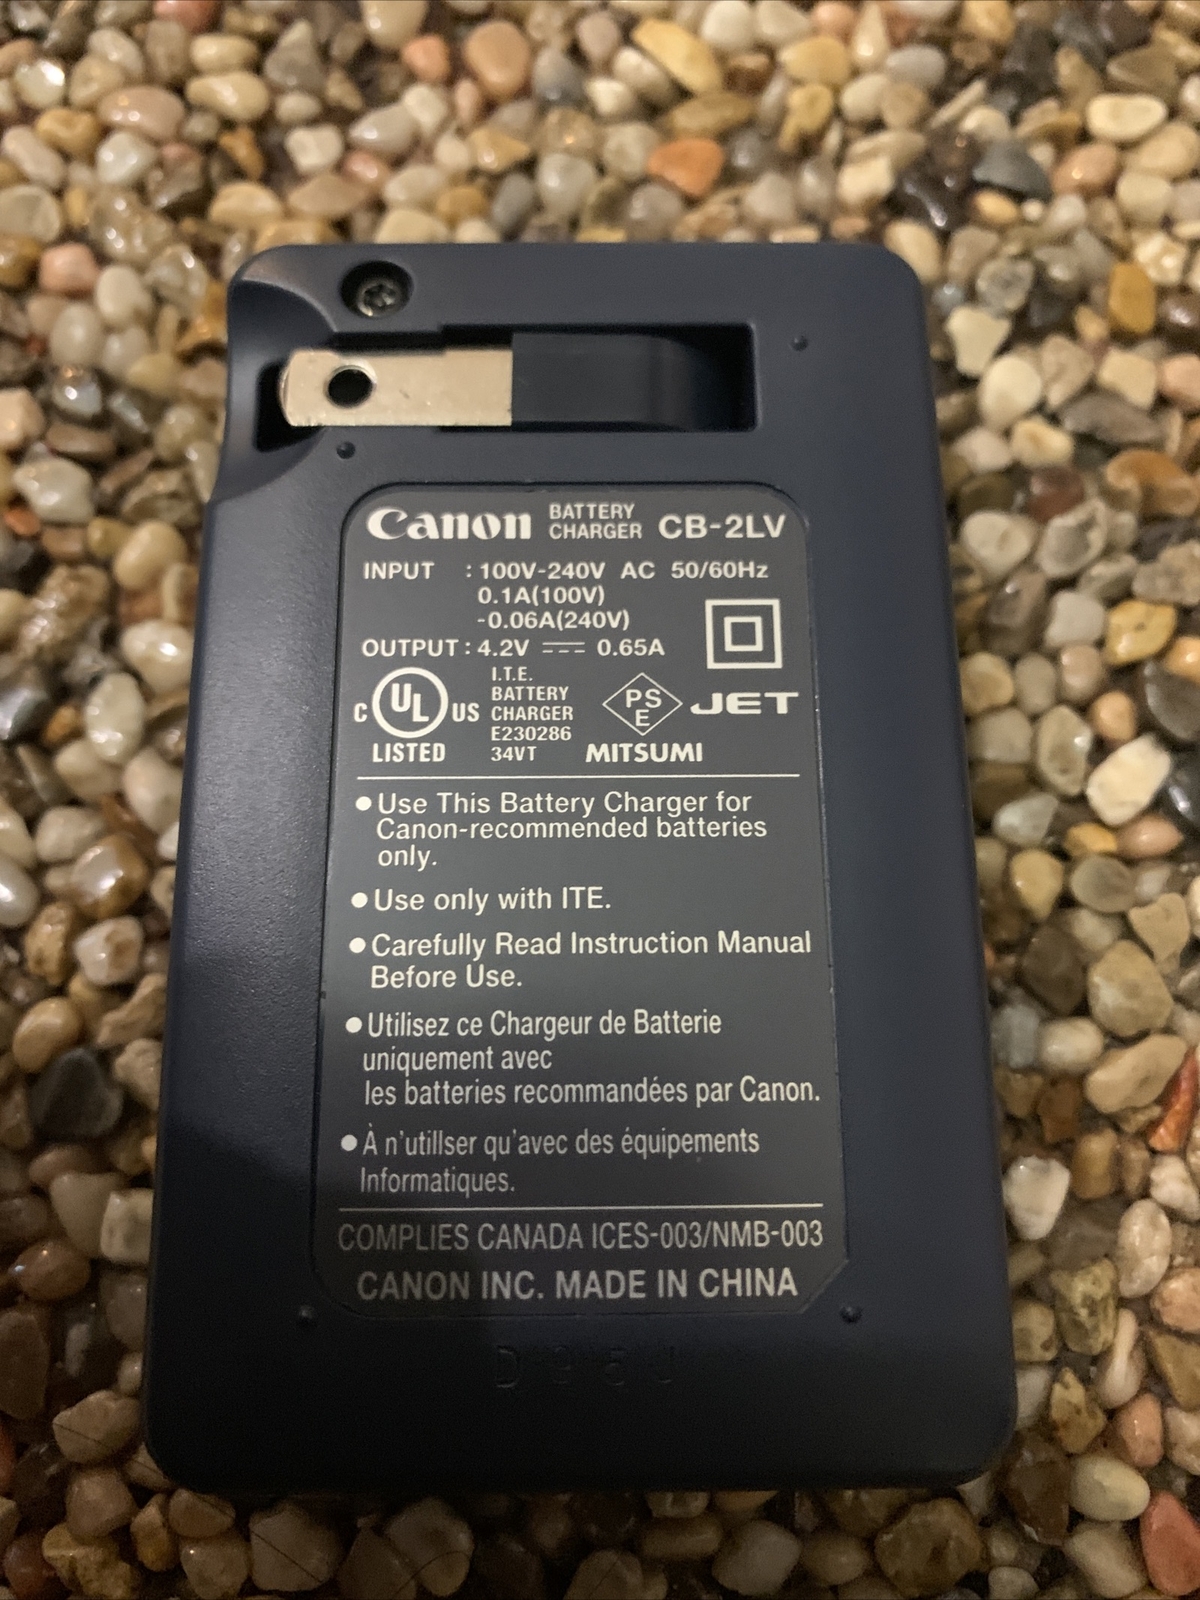 Canon BATTERY CHARGER CB-2LV
INPUT : 100V-240V AC 50/60Hz
0.1A(100V)
-0.06A(240V)
OUTPUT : 4.2V ⎓ 0.65A
C UL US
LISTED
I.T.E.
BATTERY
CHARGER
E230286
34VT
PSE JET
MITSUMI
●Use This Battery Charger for
Canon-recommended batteries
only.
●Use only with ITE.
●Carefully Read Instruction Manual
Before Use.
●Utilisez ce Chargeur de Batterie
uniquement avec
les batteries recommandées par Canon.
●À n'utillser qu'avec des équipements
Informatiques.
COMPLIES CANADA ICES-003/NMB-003
CANON INC. MADE IN CHINA